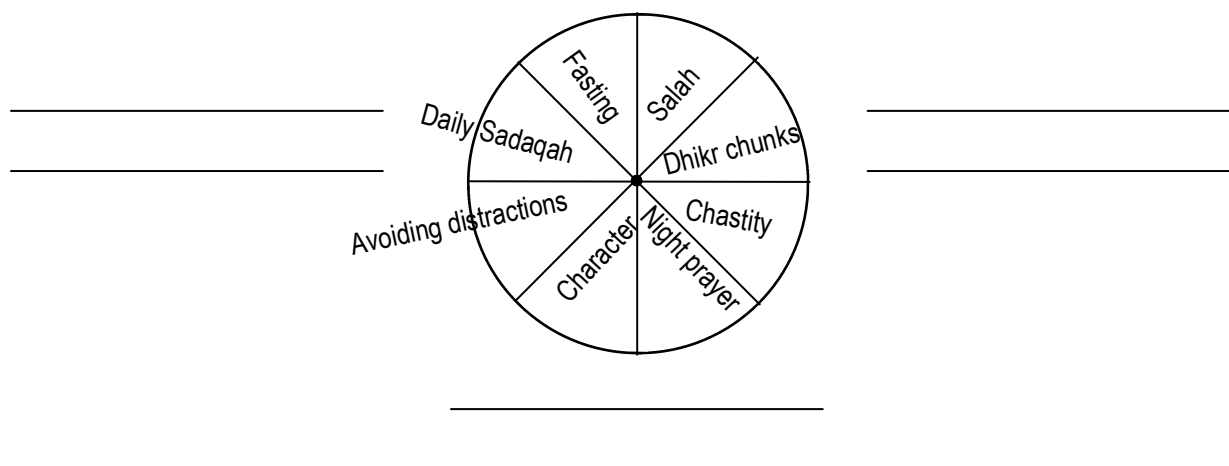 Fasting
Salah
Daily Sadaqah
Dhikr chunks
Avoiding distractions
Chastity
Character
Night prayer